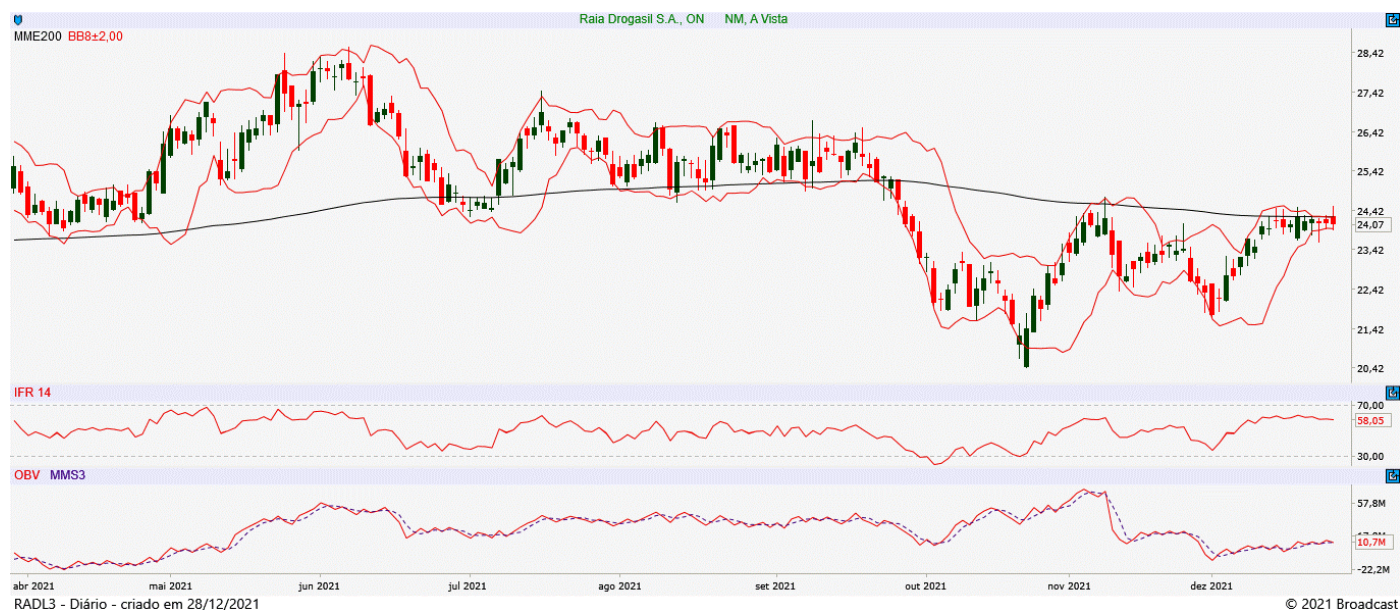 Raia Drogasil S.A., ON NM, A Vista
MME200 BB8±2,00
28,42
27,42
26,42
25,42
24,42
24,07
23,42
22,42
21,42
20,42
IFR 14
70,00
58,05
30,00
OBV MMS3
57,8M
10,7M
-22,2M
abr 2021 mai 2021 jun 2021 jul 2021 ago 2021 set 2021 out 2021 nov 2021 dez 2021
RADL3 - Diário - criado em 28/12/2021 © 2021 Broadcast